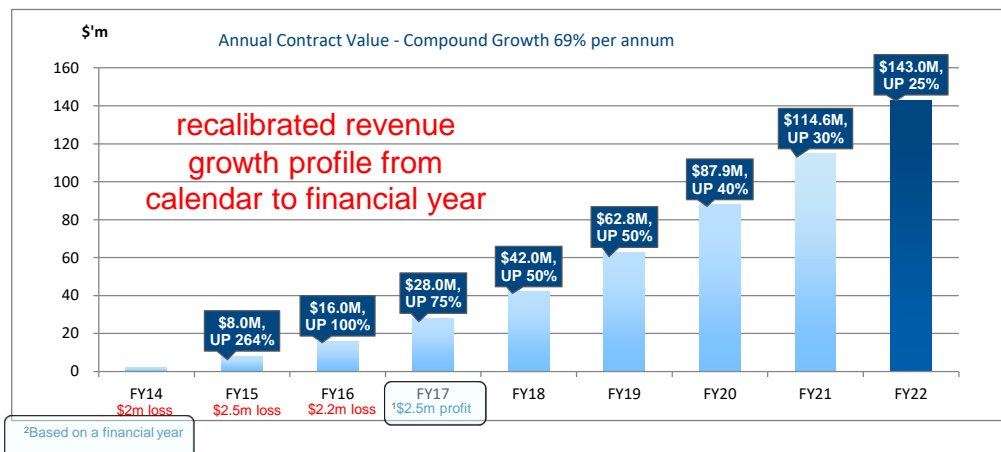 $'m
Annual Contract Value - Compound Growth 69% per annum
160
140
120
100
80
60
40
20
0
recalibrated revenue
growth profile from
calendar to financial year
$8.0M,
UP 264%
$16.0M,
UP 100%
$28.0M,
UP 75%
$42.0M,
UP 50%
$62.8M,
UP 50%
$87.9M,
UP 40%
$114.6M,
UP 30%
$143.0M,
UP 25%
FY14 FY15 FY16 FY17 FY18 FY19 FY20 FY21 FY22
$2m loss $2.5m loss $2.2m loss ¹$2.5m profit
²Based on a financial year